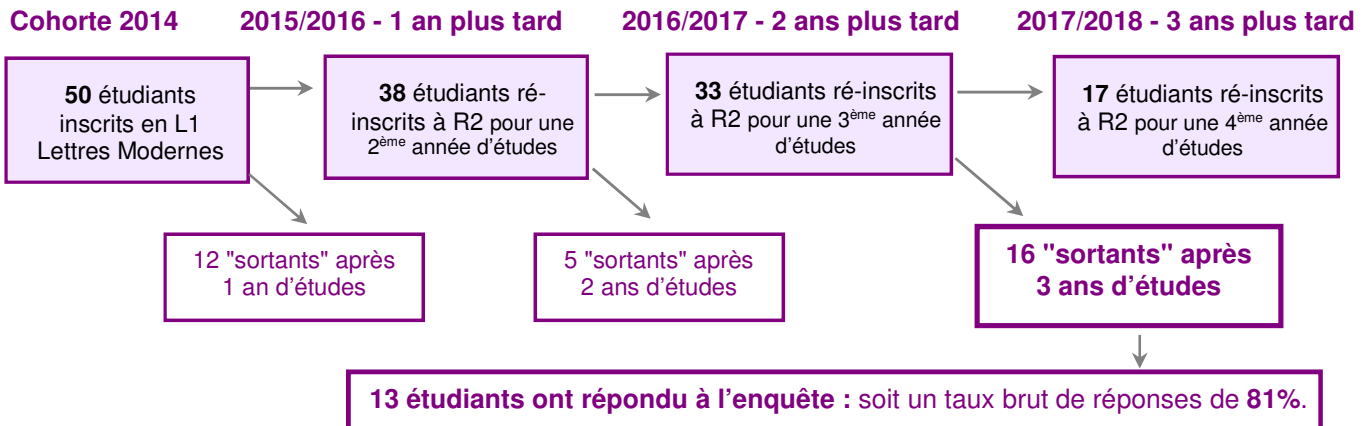 Cohorte 2014
2015/2016 - 1 an plus tard
2016/2017 - 2 ans plus tard
2017/2018 - 3 ans plus tard
50 étudiants
inscrits en L1
Lettres Modernes
38 étudiants ré-
inscrits à R2 pour une
2ème année d'études
33 étudiants ré-inscrits
à R2 pour une 3ème année
d'études
17 étudiants ré-inscrits
à R2 pour une 4ème année
d'études
12 "sortants" après
1 an d'études
5 "sortants" après
2 ans d'études
16 "sortants" après
3 ans d'études
13 étudiants ont répondu à l'enquête : soit un taux brut de réponses de 81%.